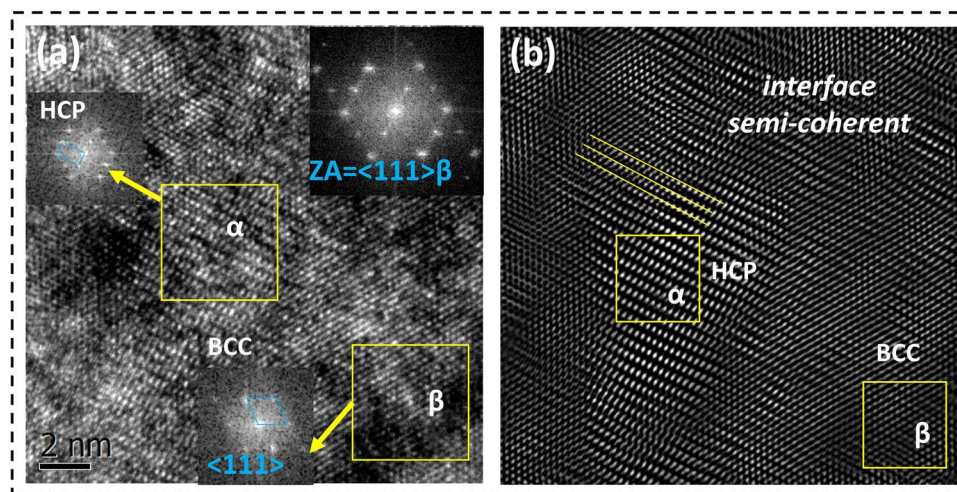 (a)
HCP
ZA=<111>β
α
BCC
β
<111>
2 nm
(b)
interface
semi-coherent
HCP
α
BCC
β